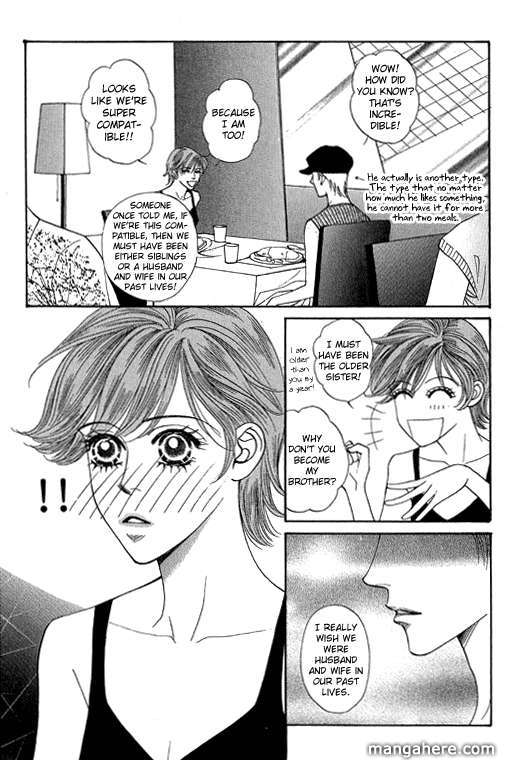 WOW!
HOW DID
YOU KNOW?
THAT'S
INCRE-
DIBLE!
BECAUSE
I AM
TOO!
LOOKS
LIKE WE'RE
SUPER
COMPAT-
IBLE!!
He actually is another type.
The type that no matter
how much he likes something,
he cannot have it for more
than two meals.
SOMEONE
ONCE TOLD ME, IF
WE'RE THIS COM-
PATIBLE, THEN WE
MUST HAVE BEEN
EITHER SIBLINGS
OR A HUSBAND
AND WIFE IN OUR
PAST LIVES!
I MUST
HAVE BEEN
THE OLDER
SISTER!
I am
older
than
you by
a year!
WHY
DON'T YOU
BECOME
MY
BROTHER?
!!
I REALLY
WISH WE
WERE
HUSBAND
AND WIFE IN
OUR PAST
LIVES.
mangahere.com